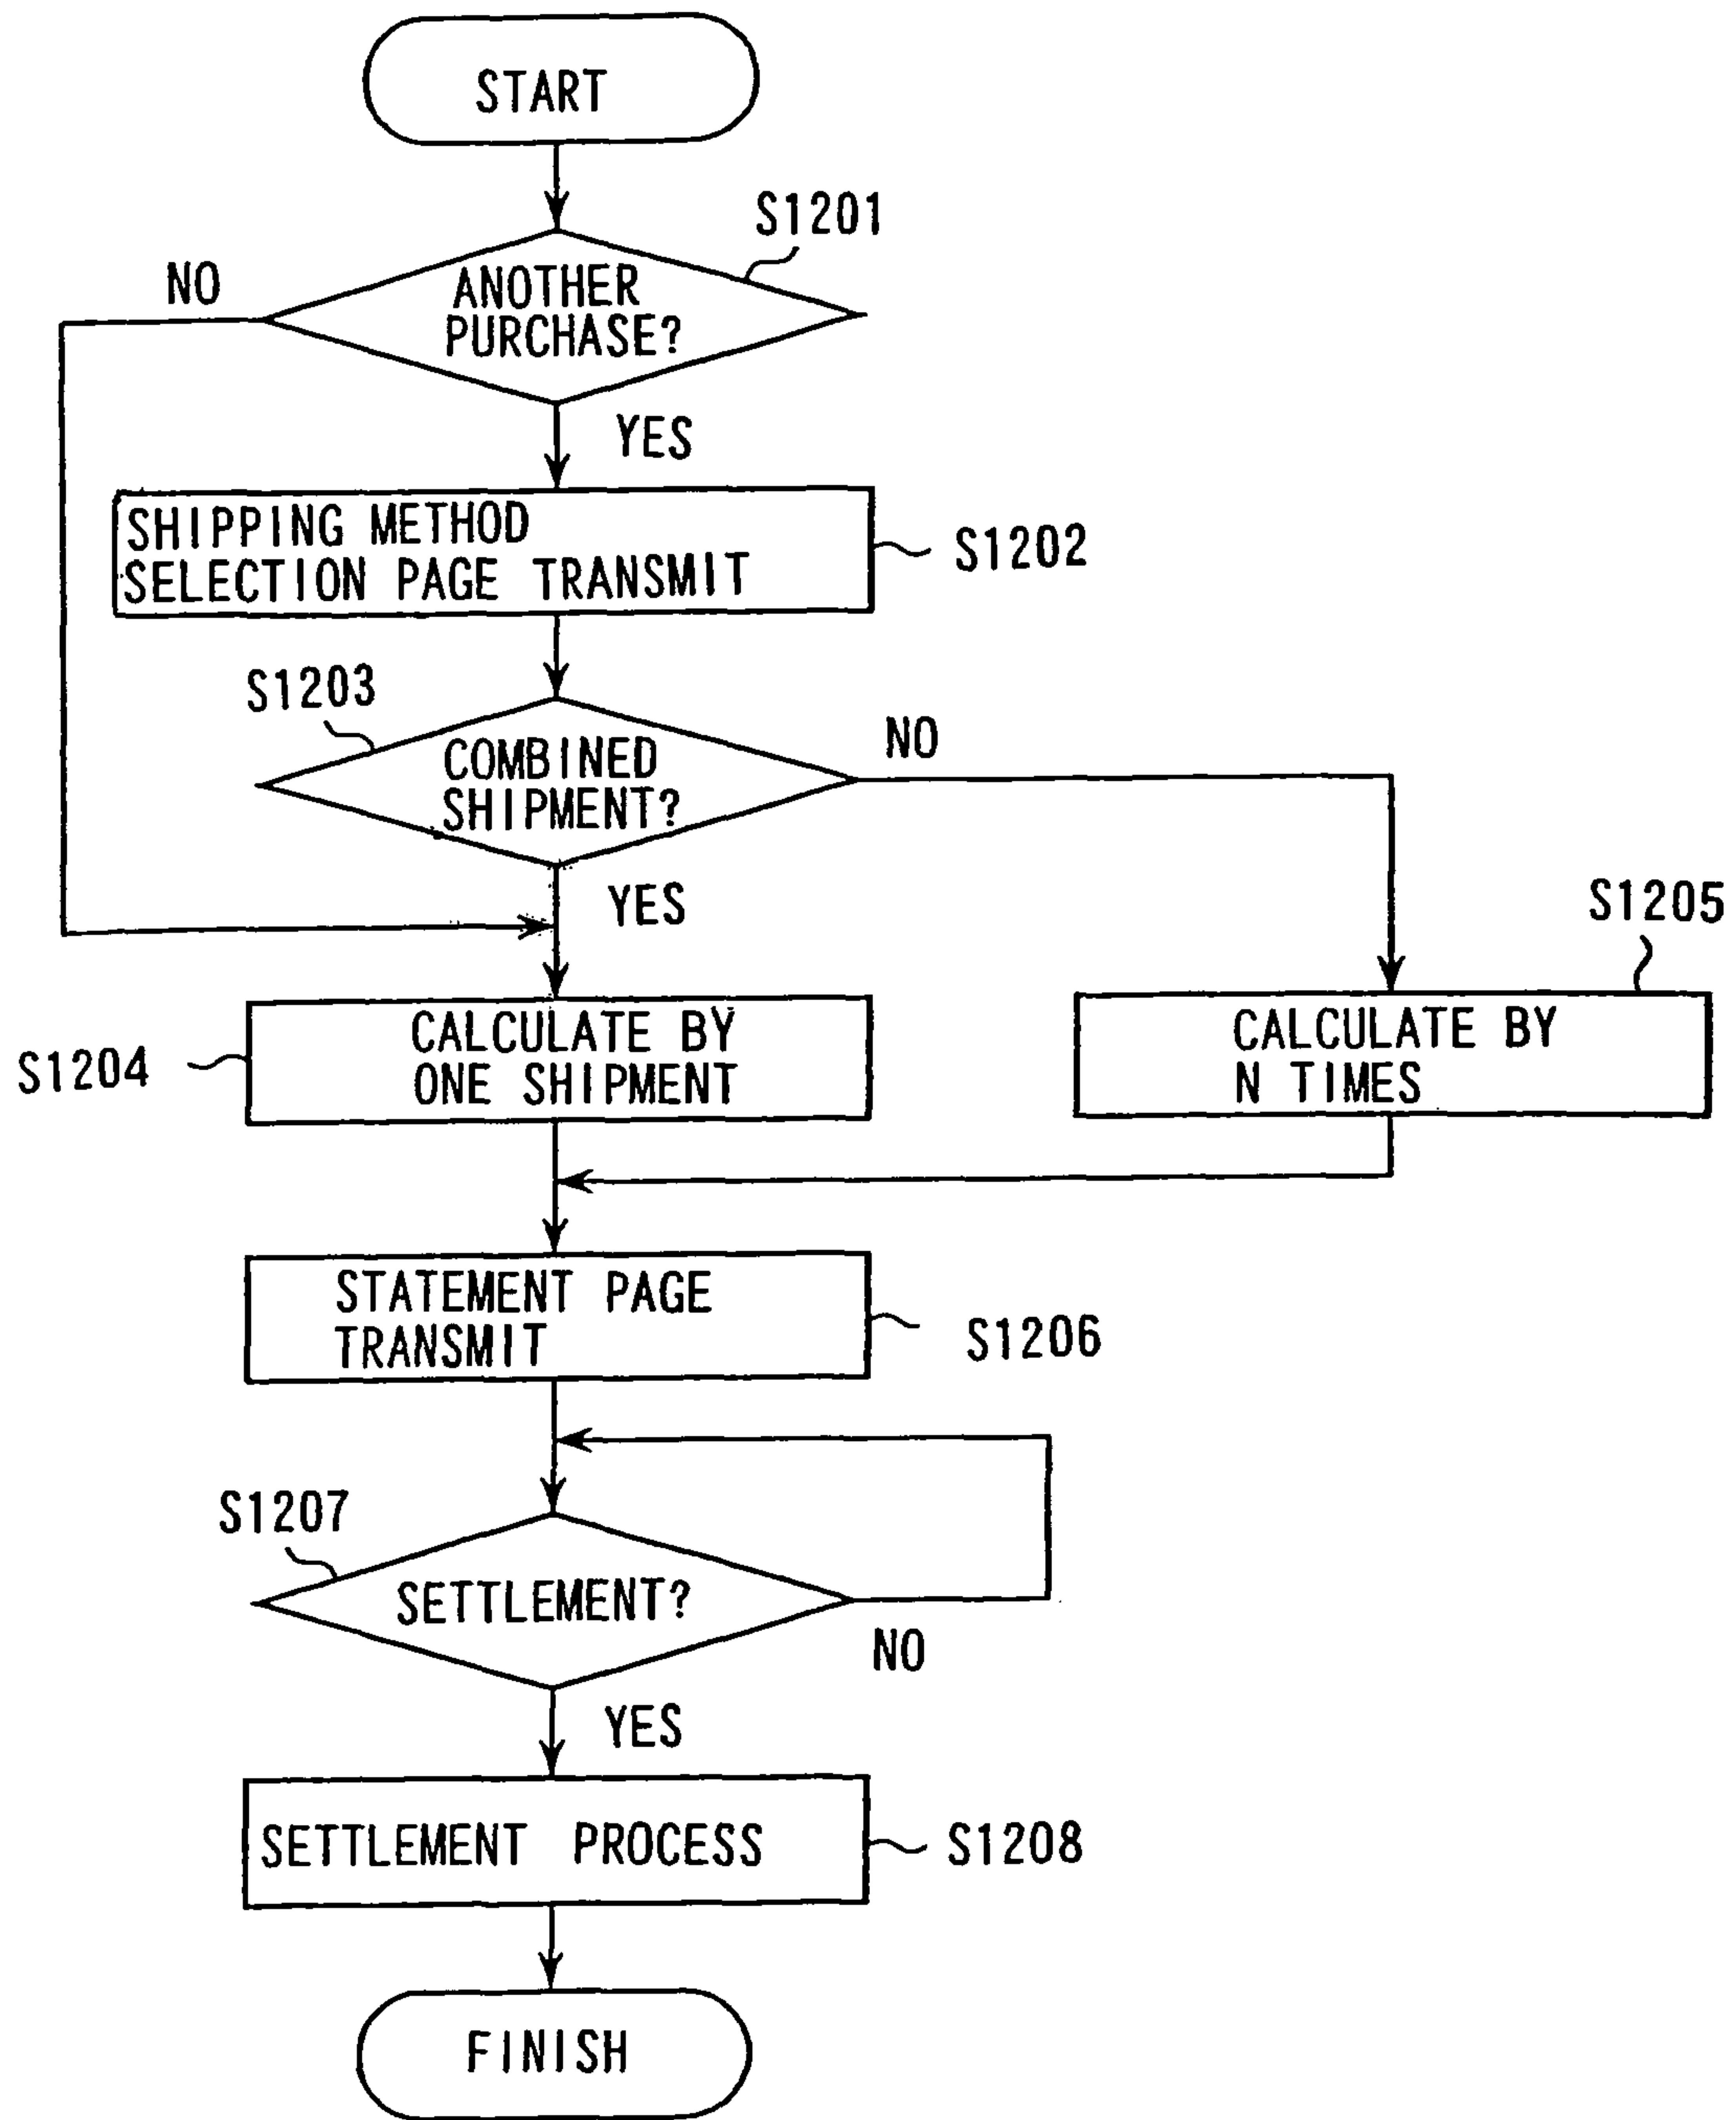 START
S1201
NO
ANOTHER
PURCHASE?
YES
SHIPPING METHOD
SELECTION PAGE TRANSMIT
S1202
S1203
COMBINED
SHIPMENT?
NO
YES
S1205
S1204
CALCULATE BY
ONE SHIPMENT
CALCULATE BY
N TIMES
STATEMENT PAGE
TRANSMIT
S1206
S1207
SETTLEMENT?
NO
YES
SETTLEMENT PROCESS
S1208
FINISH